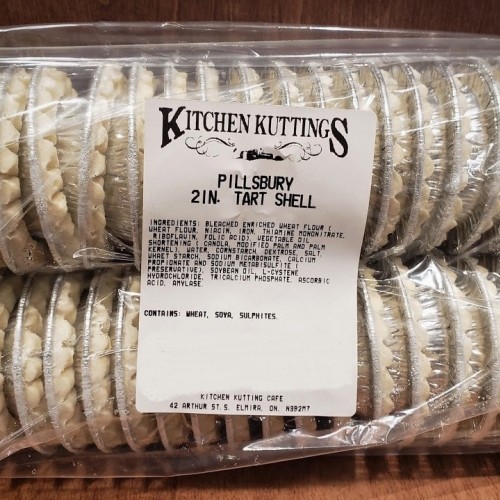 KITCHEN KUTTINGS
PILLSBURY
2IN. TART SHELL
INGREDIENTS: BLEACHED ENRICHED WHEAT FLOUR (
WHEAT FLOUR, NIACIN, IRON, THIAMINE MONONITRATE,
RIBOFLAVIN, FOLIC ACID), VEGETABLE OIL
SHORTENING ( CANOLA, MODIFIED PALM AND PALM
KERNEL), WATER, CORNSTARCH, DEXTROSE, SALT,
WHAET STARCH, SODIUM BICARBONATE, CALCIUM
PROPIONATE AND SODIUM METABISULFITE (
PRESERVATIVE), SOYBEAN OIL, L-CYSTENE
HYDROCHLORIDE, TRICALCIUM PHOSPHATE, ASCORBIC
ACID, AMYLASE.
CONTAINS: WHEAT, SOYA, SULPHITES.
KITCHEN KUTTING CAFE
42 ARTHUR ST.S. ELMIRA, ON. N3B2M7